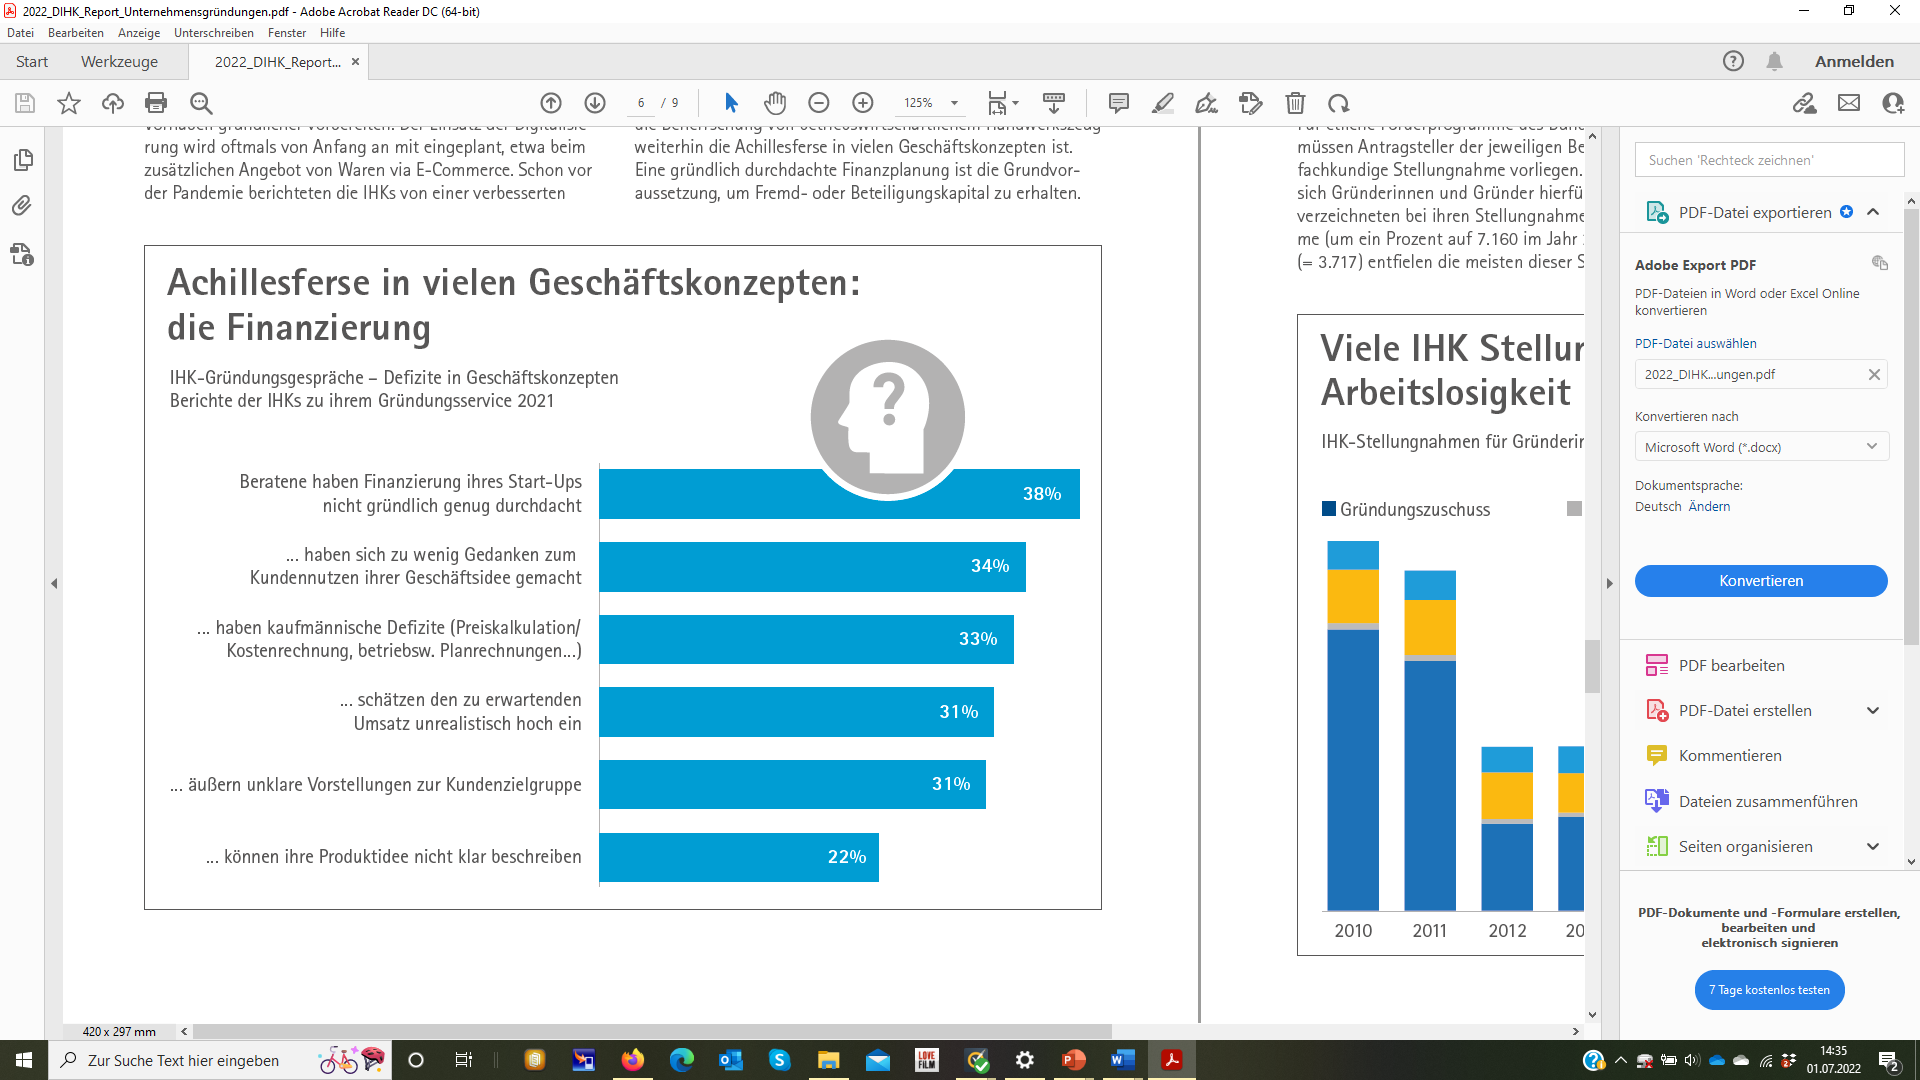 2022_DIHK_Report_Unternehmensgründungen.pdf - Adobe Acrobat Reader DC (64-bit)
Datei Bearbeiten Anzeige Unterschreiben Fenster Hilfe
Start Werkzeuge 2022_DIHK_Report... × Anmelden
6 / 9 125%
rung wird oftmals von Anfang an mit eingeplant, etwa beim
zusätzlichen Angebot von Waren via E-Commerce. Schon vor
der Pandemie berichteten die IHKs von einer verbesserten
weiterhin die Achillesferse in vielen Geschäftskonzepten ist.
Eine gründlich durchdachte Finanzplanung ist die Grundvor-
aussetzung, um Fremd- oder Beteiligungskapital zu erhalten.
Achillesferse in vielen Geschäftskonzepten:
die Finanzierung
IHK-Gründungsgespräche – Defizite in Geschäftskonzepten
Berichte der IHKs zu ihrem Gründungsservice 2021
?
Beratene haben Finanzierung ihres Start-Ups
nicht gründlich genug durchdacht
38%
... haben sich zu wenig Gedanken zum
Kundennutzen ihrer Geschäftsidee gemacht
34%
... haben kaufmännische Defizite (Preiskalkulation/
Kostenrechnung, betriebsw. Planrechnungen...)
33%
... schätzen den zu erwartenden
Umsatz unrealistisch hoch ein
31%
... äußern unklare Vorstellungen zur Kundenzielgruppe
31%
... können ihre Produktidee nicht klar beschreiben
22%
müssen Antragsteller der jeweiligen Be
fachkundige Stellungnahme vorliegen.
sich Gründerinnen und Gründer hierfü
verzeichneten bei ihren Stellungnahme
me (um ein Prozent auf 7.160 im Jahr
(= 3.717) entfielen die meisten dieser S
Viele IHK Stellur
Arbeitslosigkeit
IHK-Stellungnahmen für Gründerir
Gründungszuschuss
2010 2011 2012 20
Suchen 'Rechteck zeichnen'
PDF-Datei exportieren
Adobe Export PDF
PDF-Dateien in Word oder Excel Online
konvertieren
PDF-Datei auswählen
2022_DIHK...ungen.pdf
Konvertieren nach
Microsoft Word (*.docx)
Dokumentsprache:
Deutsch Ändern
Konvertieren
PDF bearbeiten
PDF-Datei erstellen
Kommentieren
Dateien zusammenführen
Seiten organisieren
PDF-Dokumente und -Formulare erstellen,
bearbeiten und
elektronisch signieren
7 Tage kostenlos testen
420 x 297 mm
Zur Suche Text hier eingeben
LOVE
FILM
14:35
01.07.2022
2